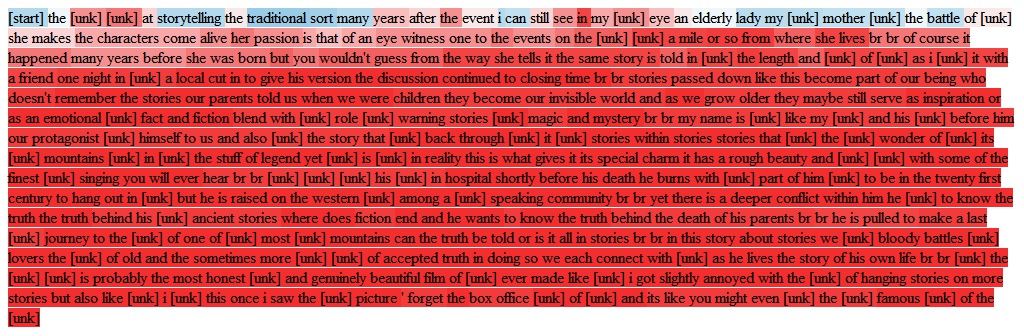 [start] the [unk] [unk] at storytelling the traditional sort many years after the event i can still see in my [unk] eye an elderly lady my [unk] mother [unk] the battle of [unk]
she makes the characters come alive her passion is that of an eye witness one to the events on the [unk] [unk] a mile or so from where she lives br br of course it
happened many years before she was born but you wouldn't guess from the way she tells it the same story is told in [unk] the length and [unk] of [unk] as i [unk] it with
a friend one night in [unk] a local cut in to give his version the discussion continued to closing time br br stories passed down like this become part of our being who
doesn't remember the stories our parents told us when we were children they become our invisible world and as we grow older they maybe still serve as inspiration or
as an emotional [unk] fact and fiction blend with [unk] role [unk] warning stories [unk] magic and mystery br br my name is [unk] like my [unk] and his [unk] before him
our protagonist [unk] himself to us and also [unk] the story that [unk] back through [unk] it [unk] stories within stories stories that [unk] the [unk] wonder of [unk] its
[unk] mountains [unk] in [unk] the stuff of legend yet [unk] is [unk] in reality this is what gives it its special charm it has a rough beauty and [unk] [unk] with some of the
finest [unk] singing you will ever hear br br [unk] [unk] his [unk] in hospital shortly before his death he burns with [unk] part of him [unk] to be in the twenty first
century to hang out in [unk] but he is raised on the western [unk] among a [unk] speaking community br br yet there is a deeper conflict within him he [unk] to know the
truth the truth behind his [unk] ancient stories where does fiction end and he wants to know the truth behind the death of his parents br br he is pulled to make a last
[unk] journey to the [unk] of one of [unk] most [unk] mountains can the truth be told or is it all in stories br br in this story about stories we [unk] bloody battles [unk]
lovers the [unk] of old and the sometimes more [unk] [unk] of accepted truth in doing so we each connect with [unk] as he lives the story of his own life br br [unk] the
[unk] [unk] is probably the most honest [unk] and genuinely beautiful film of [unk] ever made like [unk] i got slightly annoyed with the [unk] of hanging stories on more
stories but also like [unk] i [unk] this once i saw the [unk] picture ' forget the box office [unk] of [unk] and its like you might even [unk] the [unk] famous [unk] of the
[unk]